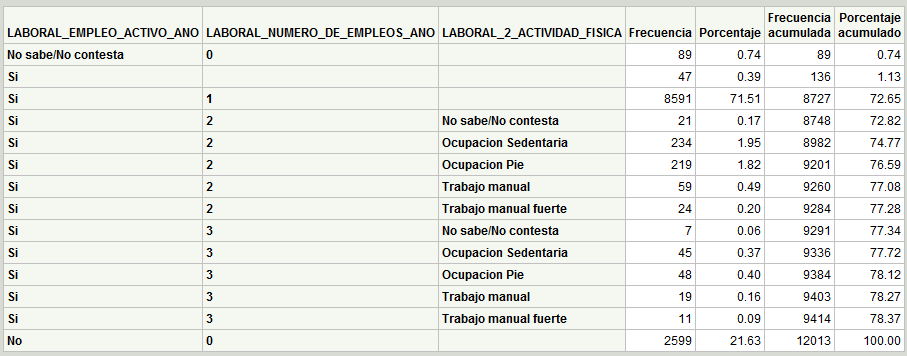 LABORAL_EMPLEO_ACTIVO_ANO LABORAL_NUMERO_DE_EMPLEOS_ANO LABORAL_2_ACTIVIDAD_FISICA Frecuencia Porcentaje Frecuencia acumulada Porcentaje acumulado
No sabe/No contesta 0 89 0.74 89 0.74
Si 47 0.39 136 1.13
Si 1 8591 71.51 8727 72.65
Si 2 No sabe/No contesta 21 0.17 8748 72.82
Si 2 Ocupacion Sedentaria 234 1.95 8982 74.77
Si 2 Ocupacion Pie 219 1.82 9201 76.59
Si 2 Trabajo manual 59 0.49 9260 77.08
Si 2 Trabajo manual fuerte 24 0.20 9284 77.28
Si 3 No sabe/No contesta 7 0.06 9291 77.34
Si 3 Ocupacion Sedentaria 45 0.37 9336 77.72
Si 3 Ocupacion Pie 48 0.40 9384 78.12
Si 3 Trabajo manual 19 0.16 9403 78.27
Si 3 Trabajo manual fuerte 11 0.09 9414 78.37
No 0 2599 21.63 12013 100.00